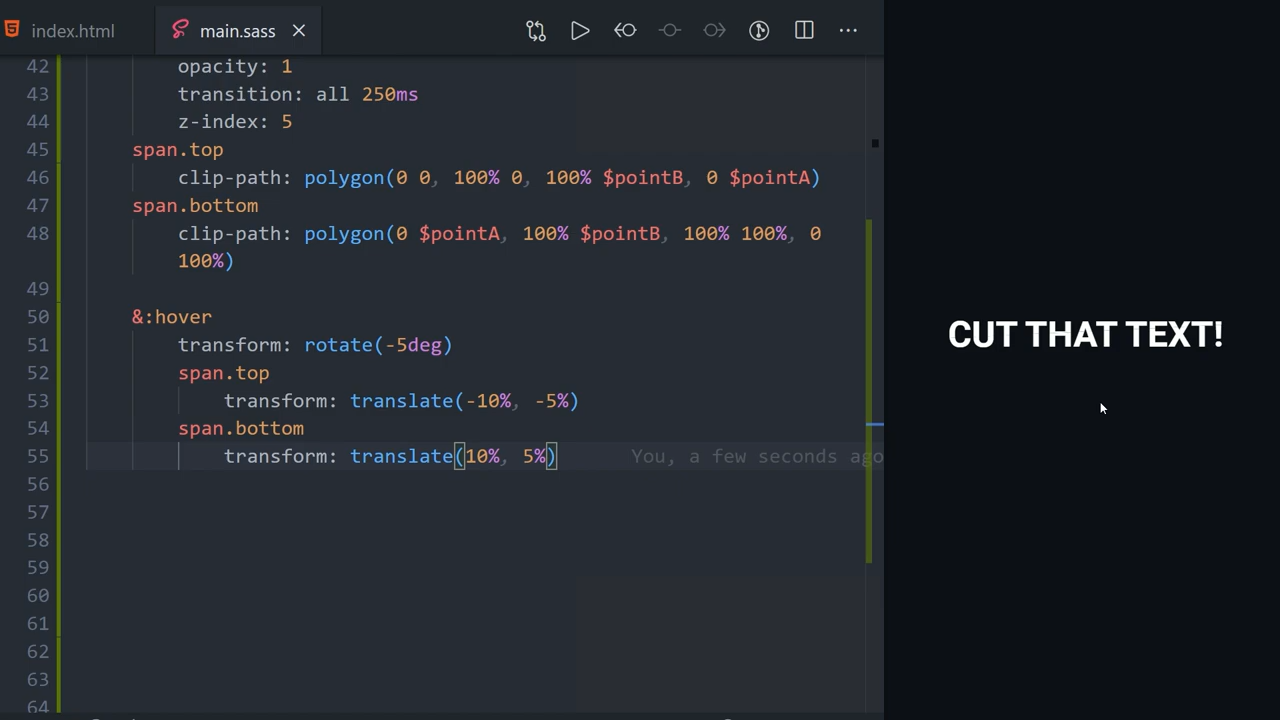 index.html
main.sass
42 opacity: 1
43 transition: all 250ms
44 z-index: 5
45 span.top
46 clip-path: polygon(0 0, 100% 0, 100% $pointB, 0 $pointA)
47 span.bottom
48 clip-path: polygon(0 $pointA, 100% $pointB, 100% 100%, 0
100%)
49
50 &:hover
51 transform: rotate(-5deg)
52 span.top
53 transform: translate(-10%, -5%)
54 span.bottom
55 transform: translate(10%, 5%) You, a few seconds ago
56
57
58
59
60
61
62
63
64
CUT THAT TEXT!